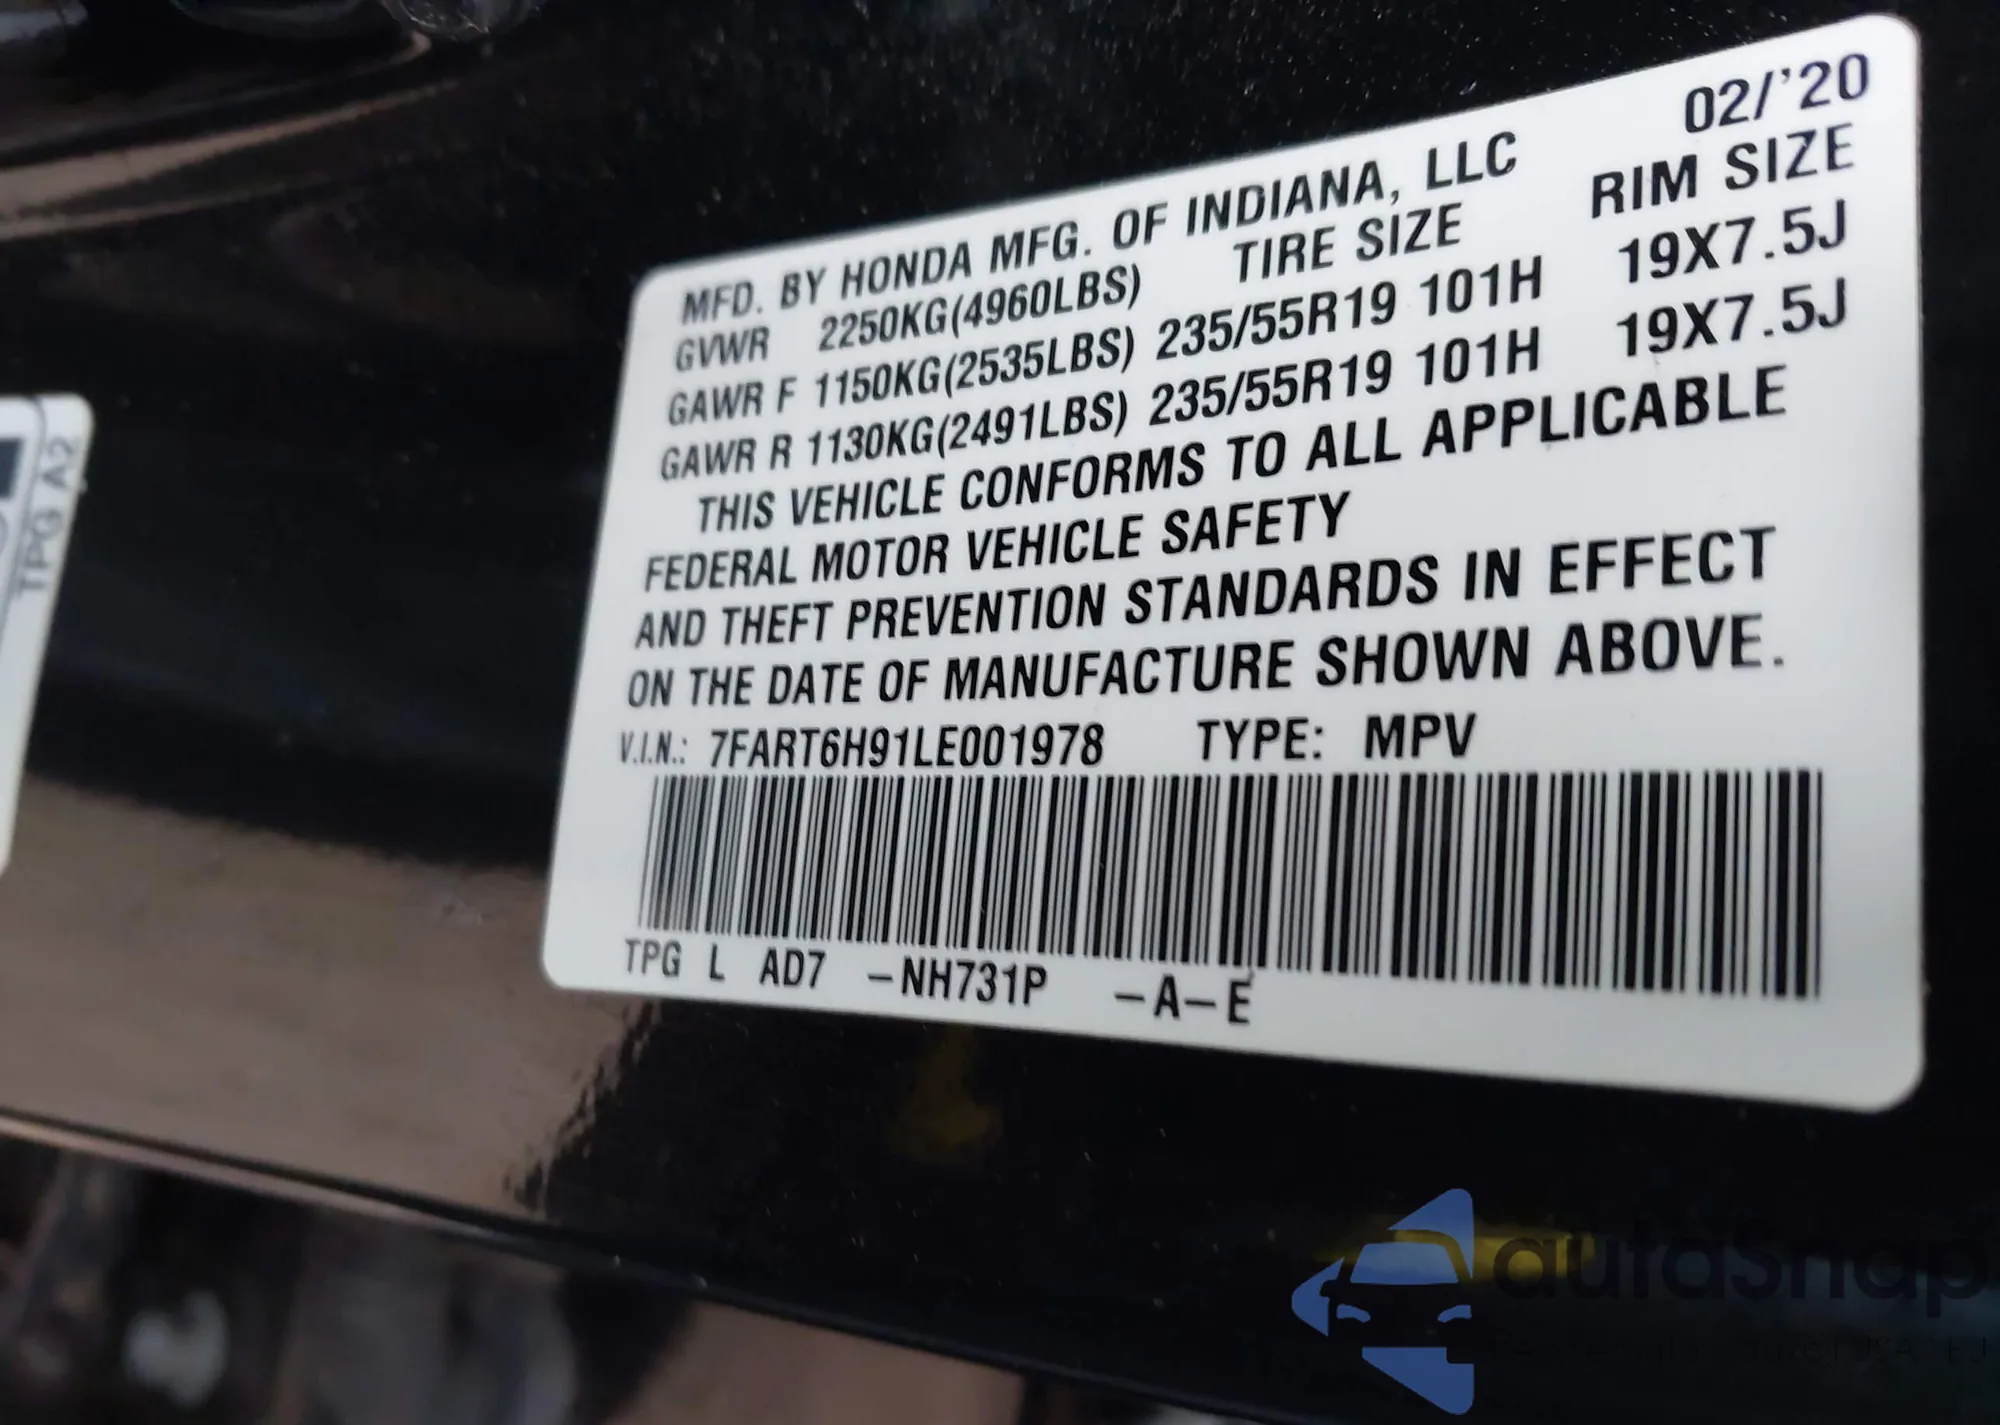 02/'20
MFD. BY HONDA MFG. OF INDIANA, LLC
GVWR 2250KG(4960LBS) TIRE SIZE RIM SIZE
GAWR F 1150KG(2535LBS) 235/55R19 101H 19X7.5J
GAWR R 1130KG(2491LBS) 235/55R19 101H 19X7.5J
THIS VEHICLE CONFORMS TO ALL APPLICABLE
FEDERAL MOTOR VEHICLE SAFETY
AND THEFT PREVENTION STANDARDS IN EFFECT
ON THE DATE OF MANUFACTURE SHOWN ABOVE.
V.I.N.: 7FART6H91LE001978 TYPE: MPV
TPG L AD7 -NH731P -A-E
TPG A2
autaSnap